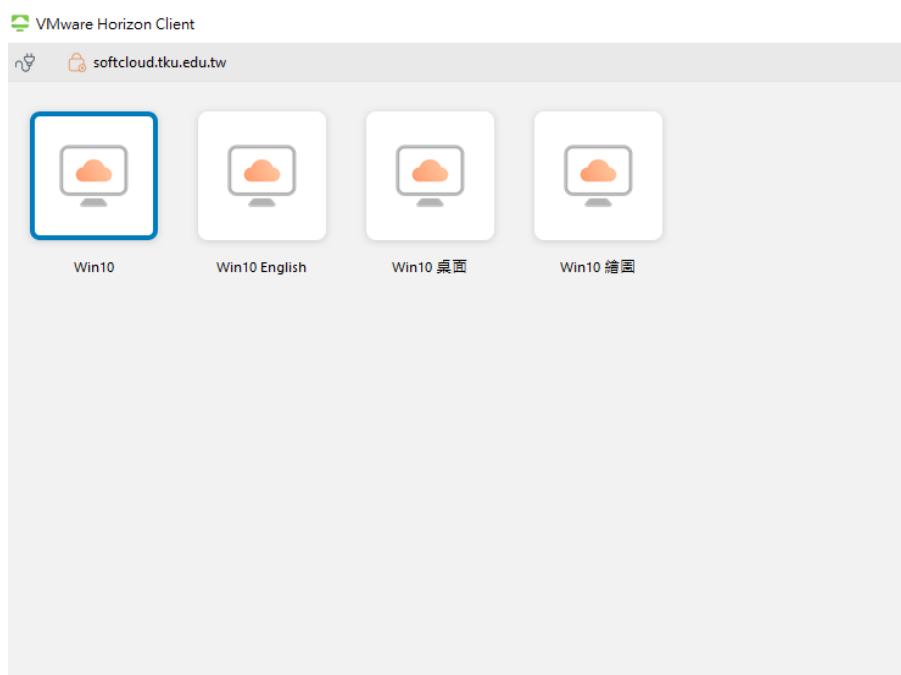 VMware Horizon Client
softcloud.tku.edu.tw
Win10
Win10 English
Win10 桌面
Win10 繪圖